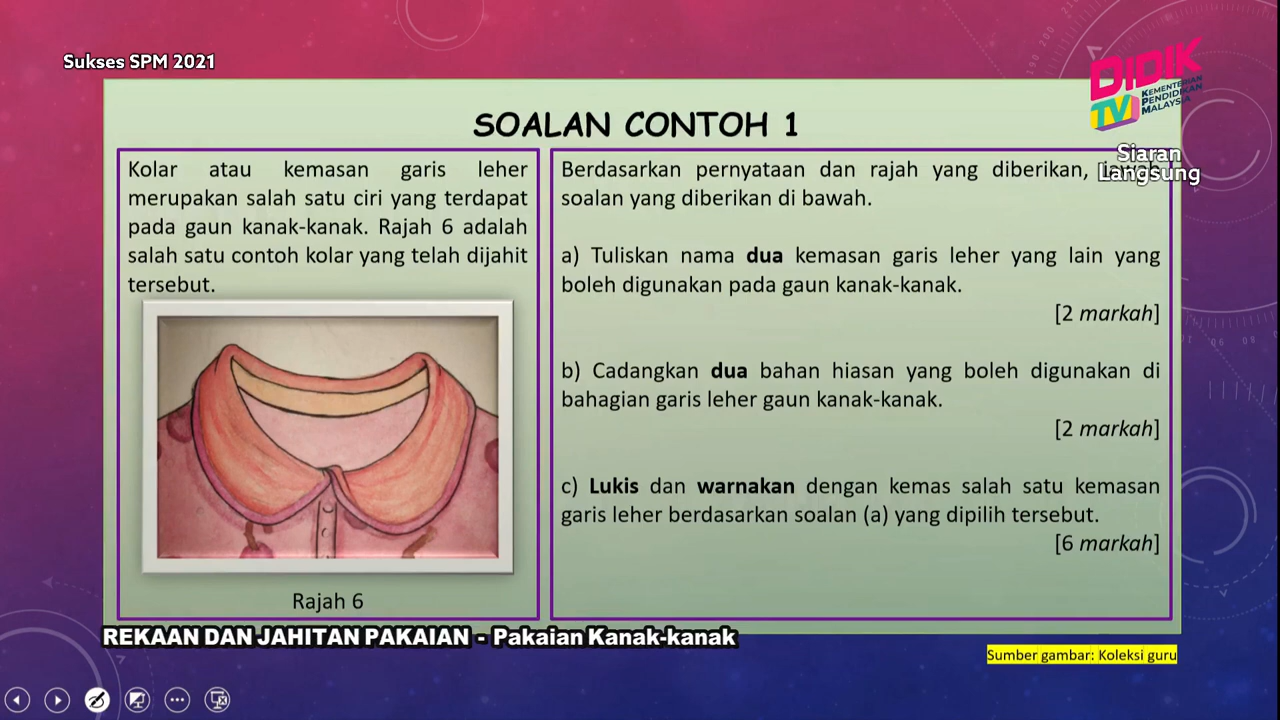 Sukses SPM 2021
DIDIK
TV
KEMENTERIAN
PENDIDIKAN
MALAYSIA
Siaran
Langsung
SOALAN CONTOH 1
Kolar atau kemasan garis leher
merupakan salah satu ciri yang terdapat
pada gaun kanak-kanak. Rajah 6 adalah
salah satu contoh kolar yang telah dijahit
tersebut.
Rajah 6
Berdasarkan pernyataan dan rajah yang diberikan,
soalan yang diberikan di bawah.
a) Tuliskan nama dua kemasan garis leher yang lain yang
boleh digunakan pada gaun kanak-kanak.
[2 markah]
b) Cadangkan dua bahan hiasan yang boleh digunakan di
bahagian garis leher gaun kanak-kanak.
[2 markah]
c) Lukis dan warnakan dengan kemas salah satu kemasan
garis leher berdasarkan soalan (a) yang dipilih tersebut.
[6 markah]
REKAAN DAN JAHITAN PAKAIAN - Pakaian Kanak-kanak
Sumber gambar: Koleksi guru